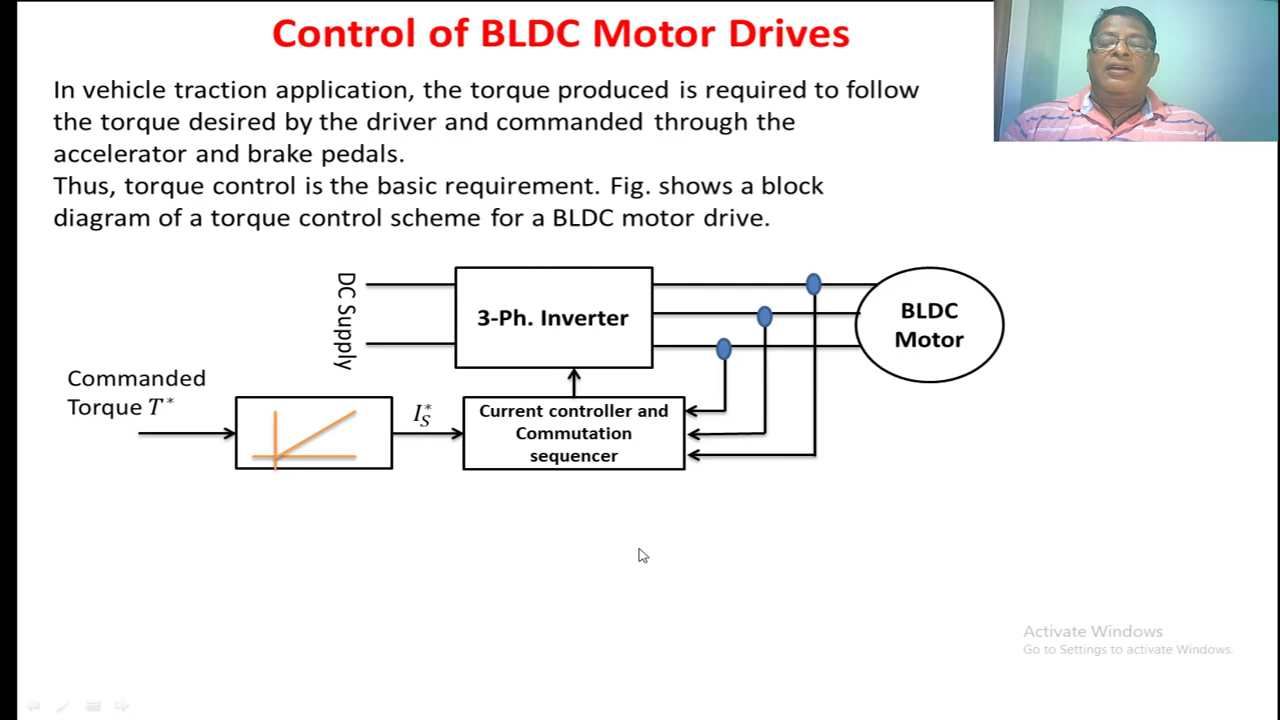 Control of BLDC Motor Drives
In vehicle traction application, the torque produced is required to follow
the torque desired by the driver and commanded through the
accelerator and brake pedals.
Thus, torque control is the basic requirement. Fig. shows a block
diagram of a torque control scheme for a BLDC motor drive.
DC Supply
3-Ph. Inverter
BLDC
Motor
Commanded
Torque T*
I_S^*
Current controller and
Commutation
sequencer
Activate Windows
Go to Settings to activate Windows.